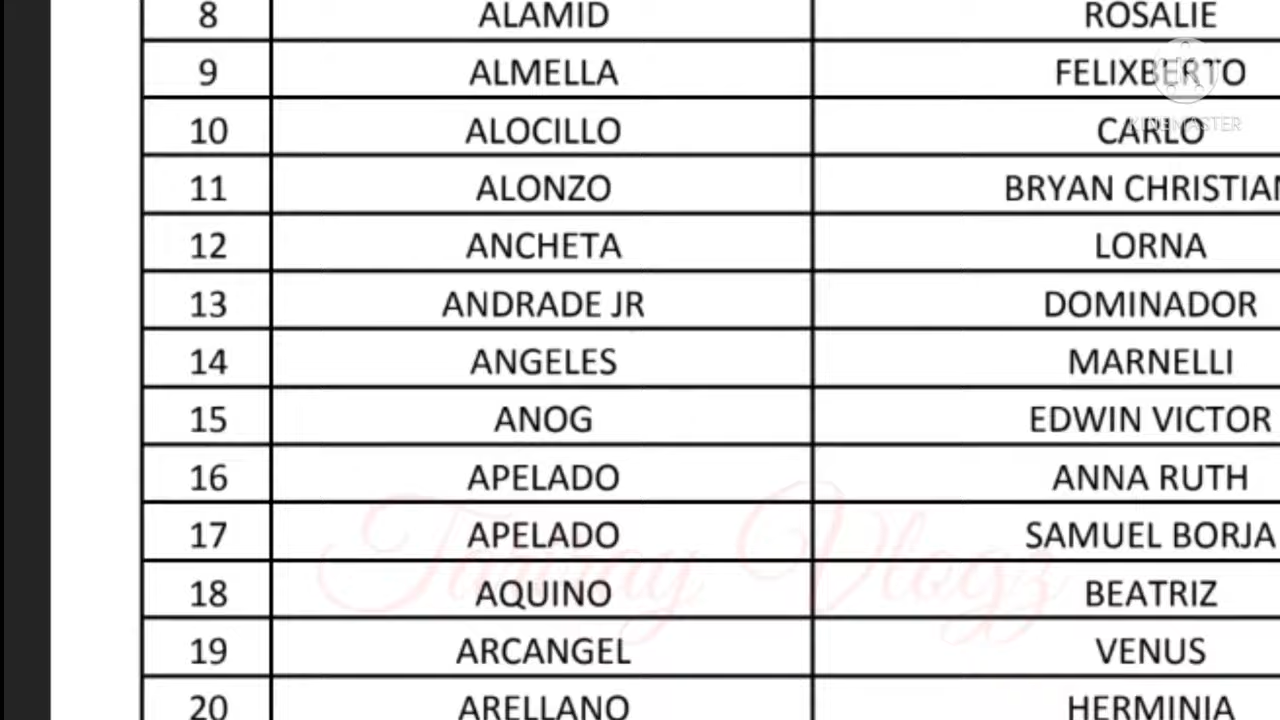 8 ALAMID ROSALIE
9 ALMELLA FELIXBERTO
10 ALOCILLO CARLO
KINEMASTER
11 ALONZO BRYAN CHRISTIAN
12 ANCHETA LORNA
13 ANDRADE JR DOMINADOR
14 ANGELES MARNELLI
15 ANOG EDWIN VICTOR
16 APELADO ANNA RUTH
17 APELADO SAMUEL BORJA
18 AQUINO BEATRIZ
19 ARCANGEL VENUS
20 ARELLANO HERMINIA
Vlogz